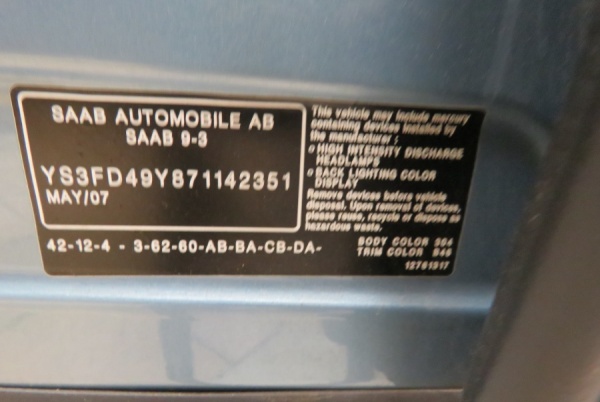 SAAB AUTOMOBILE AB
SAAB 9-3
YS3FD49Y871142351
MAY/07
This vehicle may include mercury
containing devices installed by
the manufacturer :
HIGH INTENSITY DISCHARGE
HEADLAMPS
BACK LIGHTING COLOR
DISPLAY
Remove devices before vehicle
disposal. Upon removal of devices,
please reuse, recycle or dispose as
hazardous waste.
42-12-4 - 3-62-60-AB-BA-CB-DA-
BODY COLOR 304
TRIM COLOR